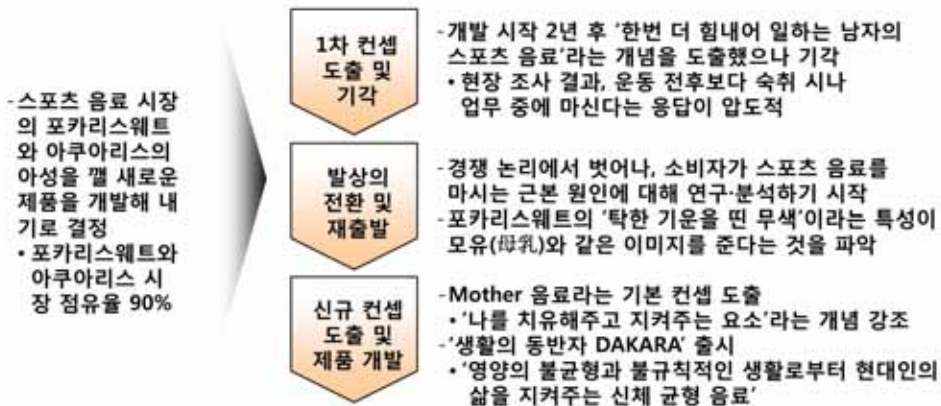 -스포츠 음료 시장
의 포카리스웨트
와 아쿠아리스의
아성을 깰 새로운
제품을 개발해 내
기로 결정
• 포카리스웨트와
아쿠아리스 시
장 점유율 90%
1차 컨셉
도출 및
기각
-개발 시작 2년 후 ‘한번 더 힘내어 일하는 남자의
스포츠 음료’라는 개념을 도출했으나 기각
• 현장 조사 결과, 운동 전후보다 숙취 시나
업무 중에 마신다는 응답이 압도적
발상의
전환 및
재출발
-경쟁 논리에서 벗어나, 소비자가 스포츠 음료를
마시는 근본 원인에 대해 연구·분석하기 시작
-포카리스웨트의 ‘탁한 기운을 띤 무색’이라는 특성이
모유(母乳)와 같은 이미지를 준다는 것을 파악
신규 컨셉
도출 및
제품 개발
-Mother 음료라는 기본 컨셉 도출
• ‘나를 치유해주고 지켜주는 요소’라는 개념 강조
-‘생활의 동반자 DAKARA’ 출시
• ‘영양의 불균형과 불규칙적인 생활로부터 현대인의
삶을 지켜주는 신체 균형 음료’